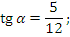 tg α = 5/12;